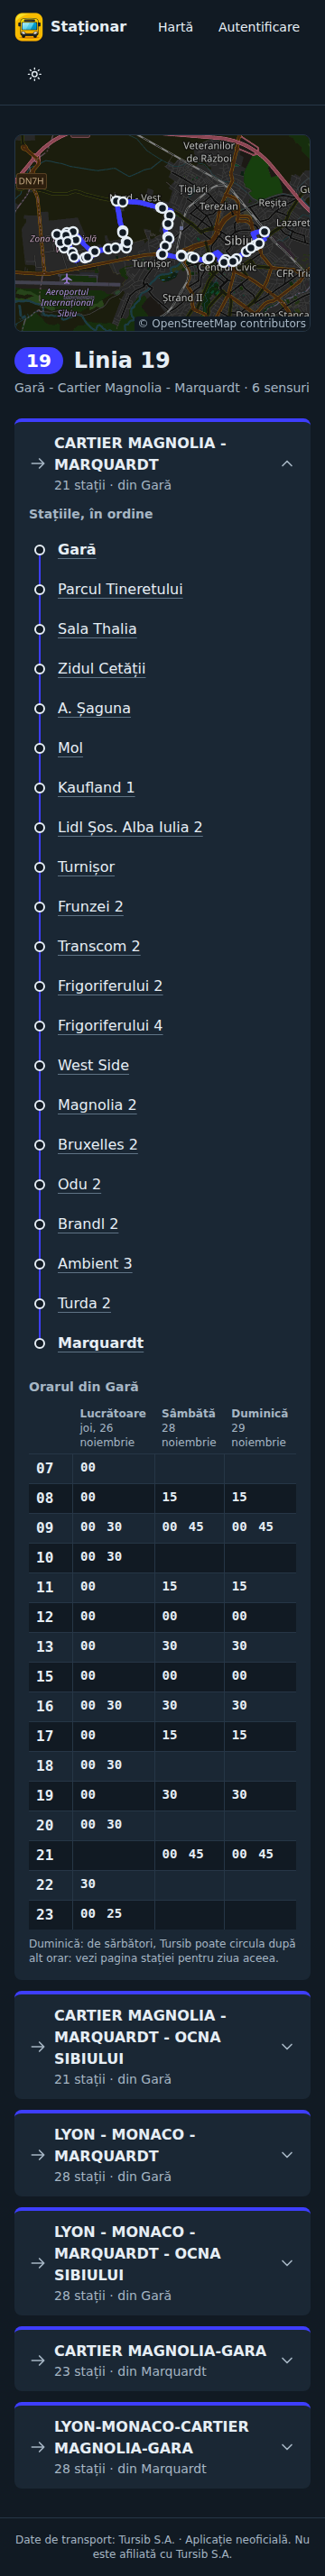 Staționar
Hartă
Autentificare
Veteranilor
de Război
DN7H
Țiglari
Reșița
Terezian
Lazaret
Sibiu
Turnișor
CFR
Aeroportul
Internațional
Sibiu
Ștrand II
© OpenStreetMap contributors
19
Linia 19
Gară - Cartier Magnolia - Marquardt · 6 sensuri
CARTIER MAGNOLIA -
MARQUARDT
21 stații · din Gară
Stațiile, în ordine
Gară
Parcul Tineretului
Sala Thalia
Zidul Cetății
A. Șaguna
Mol
Kaufland 1
Lidl Șos. Alba Iulia 2
Turnișor
Frunzei 2
Transcom 2
Frigoriferului 2
Frigoriferului 4
West Side
Magnolia 2
Bruxelles 2
Odu 2
Brandl 2
Ambient 3
Turda 2
Marquardt
Orarul din Gară
Lucrătoare Sâmbătă Duminică
joi, 26 28 29
noiembrie noiembrie noiembrie
07 00
08 00 15 15
09 00 30 00 45 00 45
10 00 30
11 00 15 15
12 00 00 00
13 00 30 30
15 00 00 00
16 00 30 30 30
17 00 15 15
18 00 30
19 00 30 30
20 00 30
21 00 45 00 45
22 30
23 00 25
Duminică: de sărbători, Tursib poate circula după
alt orar: vezi pagina stației pentru ziua aceea.
CARTIER MAGNOLIA -
MARQUARDT - OCNA
SIBIULUI
21 stații · din Gară
LYON - MONACO -
MARQUARDT
28 stații · din Gară
LYON - MONACO -
MARQUARDT - OCNA
SIBIULUI
28 stații · din Gară
CARTIER MAGNOLIA-GARA
23 stații · din Marquardt
LYON-MONACO-CARTIER
MAGNOLIA-GARA
28 stații · din Marquardt
Date de transport: Tursib S.A. · Aplicație neoficială. Nu
este afiliată cu Tursib S.A.